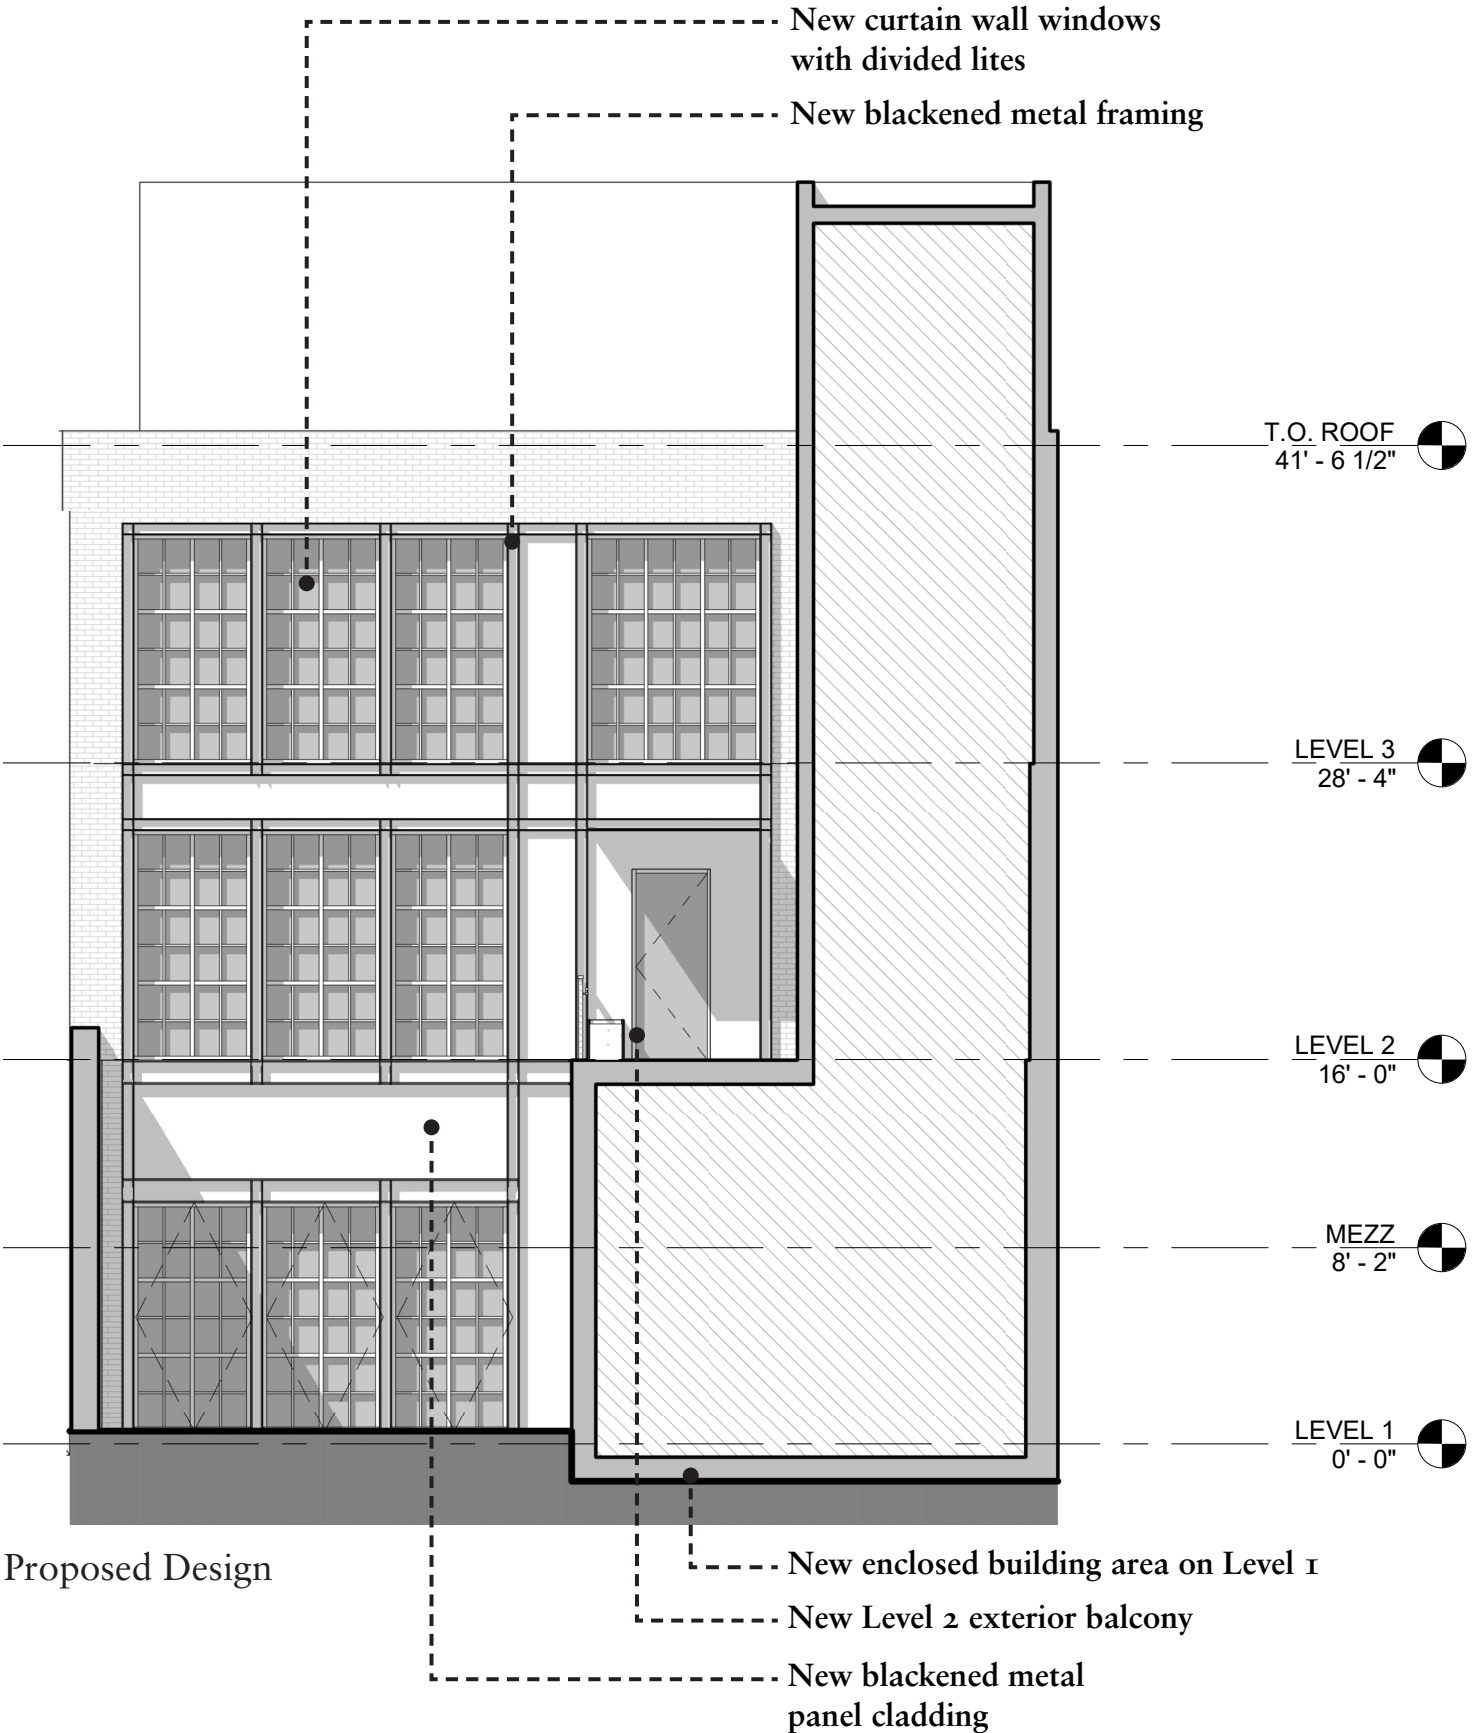 New curtain wall windows
with divided lites
New blackened metal framing
T.O. ROOF
41' - 6 1/2"
LEVEL 3
28' - 4"
LEVEL 2
16' - 0"
MEZZ
8' - 2"
LEVEL 1
0' - 0"
Proposed Design
New enclosed building area on Level 1
New Level 2 exterior balcony
New blackened metal
panel cladding